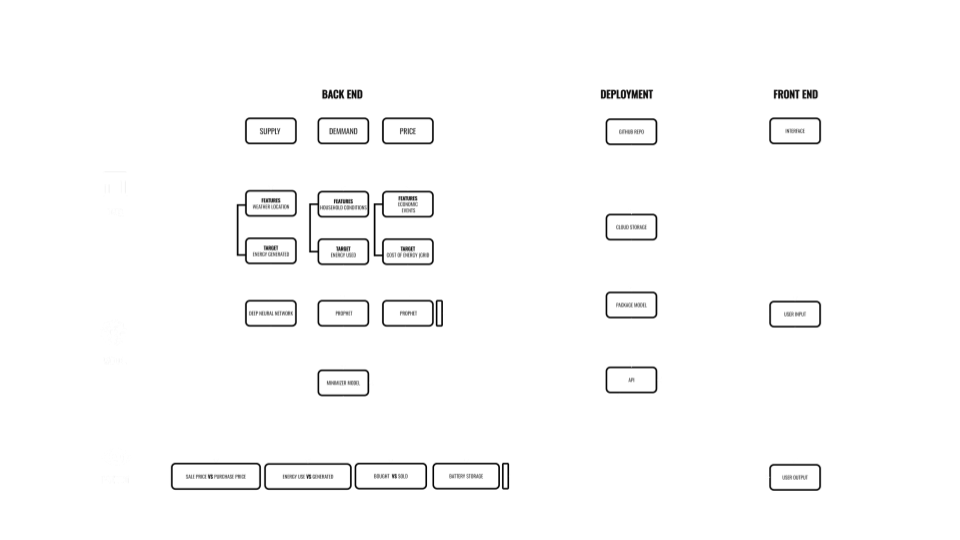 BACK END
DEPLOYMENT
FRONT END
SUPPLY
DEMMAND
PRICE
GITHUB REPO
INTERFACE
FEATURES
WEATHER LOCATION
FEATURES
HOUSEHOLD CONDITIONS
FEATURES
ECONOMIC
EVENTS
CLOUD STORAGE
TARGET
ENERGY GENERATED
TARGET
ENERGY USED
TARGET
COST OF ENERGY (GRID
DEEP NEURAL NETWORK
PROPHET
PROPHET
PACKAGE MODEL
USER INPUT
MINIMIZER MODEL
API
SALE PRICE VS PURCHASE PRICE
ENERGY USE VS GENERATED
BOUGHT VS SOLD
BATTERY STORAGE
USER OUTPUT